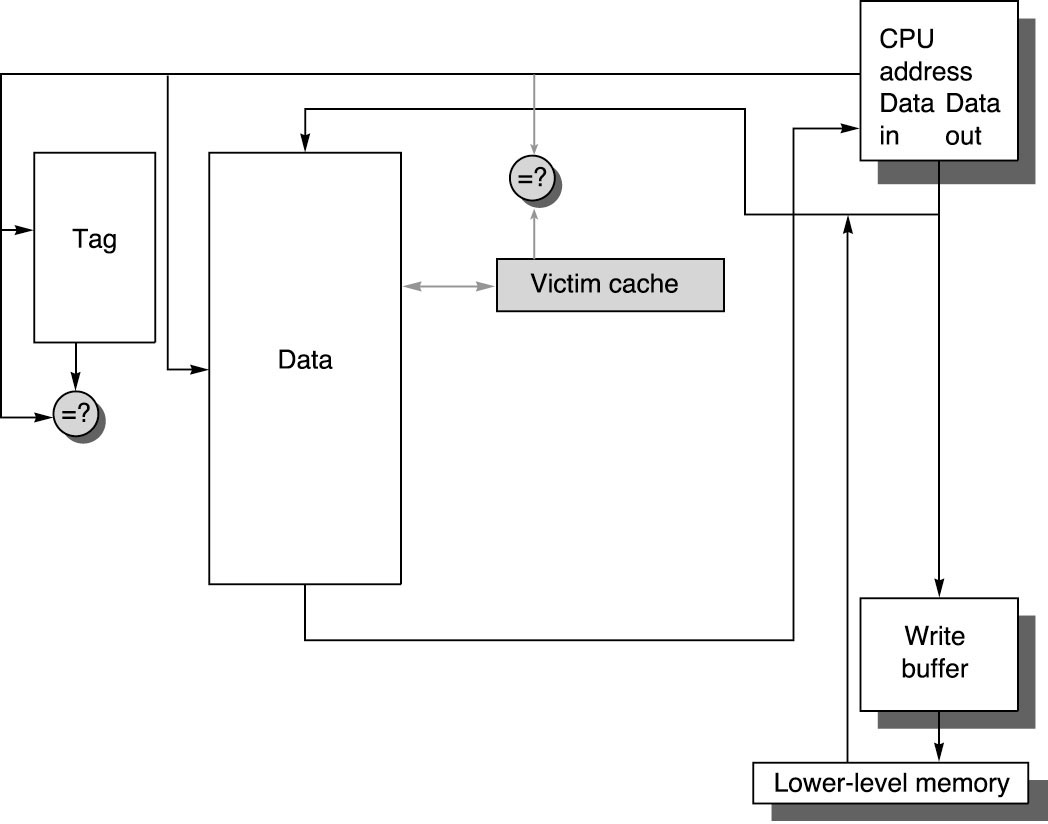 CPU
address
Data Data
in out
=?
Tag
Victim cache
Data
=?
Write
buffer
Lower-level memory